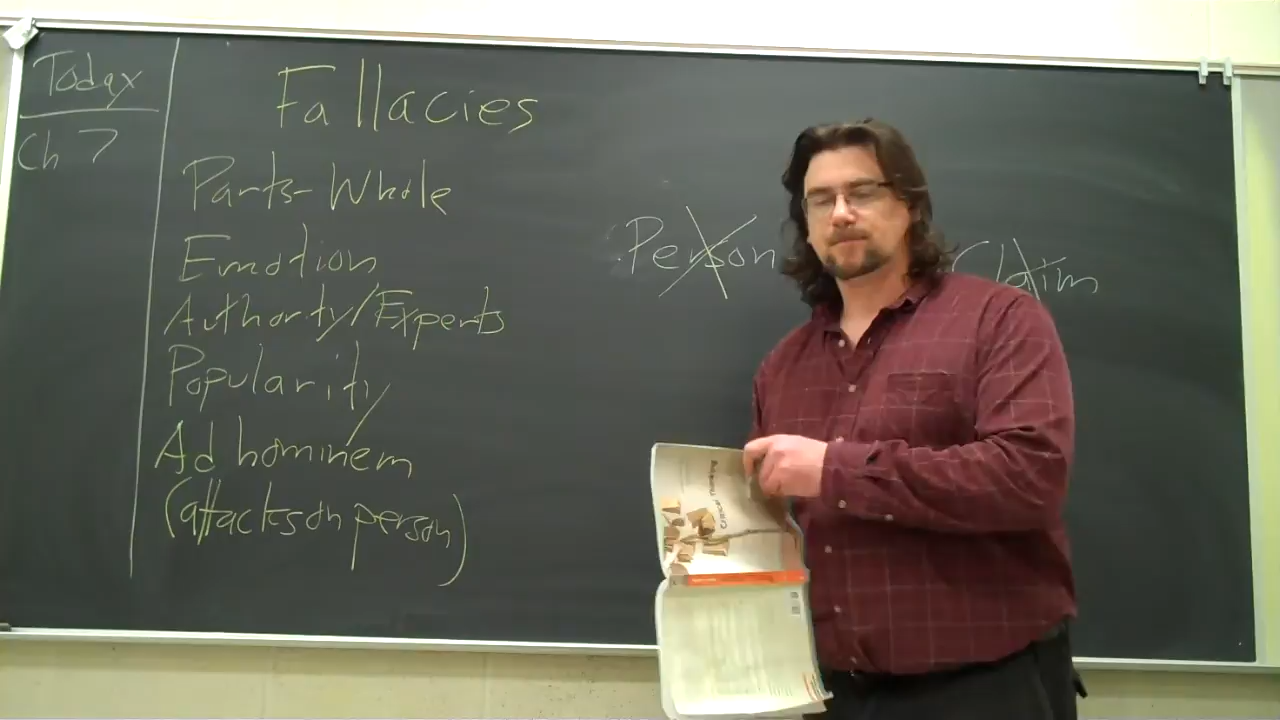 Today
Ch 7
Fallacies
Parts-Whole
Emotion
Authority/Experts
Popularity
Ad hominem
(attacks on person)
Person
Claim
Critical Thinking